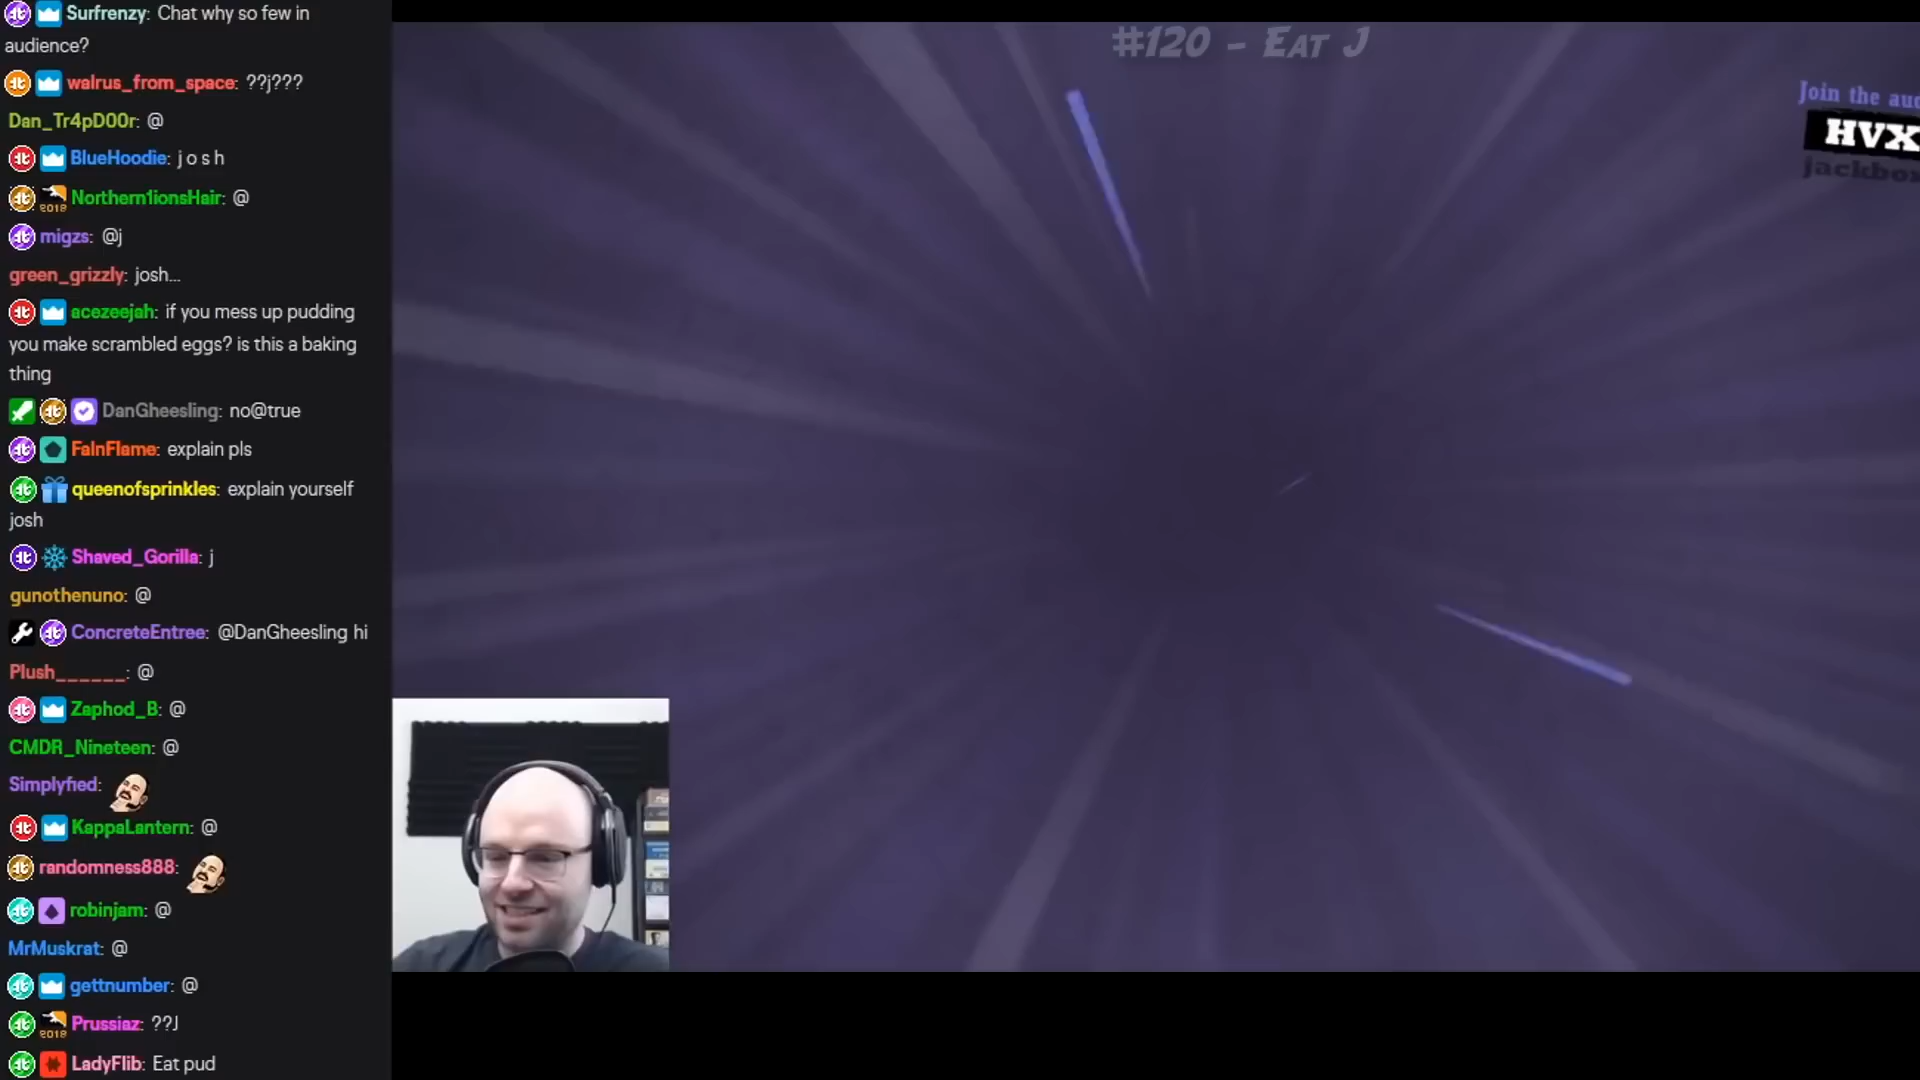 Surfrenzy: Chat why so few in
audience?
walrus_from_space: ??j???
Dan_Tr4pD00r: @
BlueHoodie: j o s h
Northern1ionsHair: @
migzs: @j
green_grizzly: josh...
acezeejah: if you mess up pudding
you make scrambled eggs? is this a baking
thing
DanGheesling: no@true
FalnFlame: explain pls
queenofsprinkles: explain yourself
josh
Shaved_Gorilla: j
gunothenuno: @
ConcreteEntree: @DanGheesling hi
Plush______: @
Zaphod_B: @
CMDR_Nineteen: @
Simplyfied:
KappaLantern: @
randomness888:
robinjam: @
MrMuskrat: @
gettnumber: @
Prussiaz: ??J
LadyFlib: Eat pud
#120 - EAT J
Join the aud
HVX
jackbox